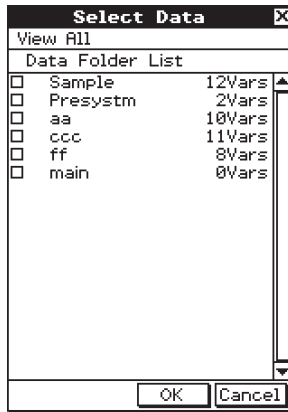 Select Data
View All
Data Folder List
Sample 12Vars
Presystm 2Vars
aa 10Vars
ccc 11Vars
ff 8Vars
main 0Vars
OK Cancel